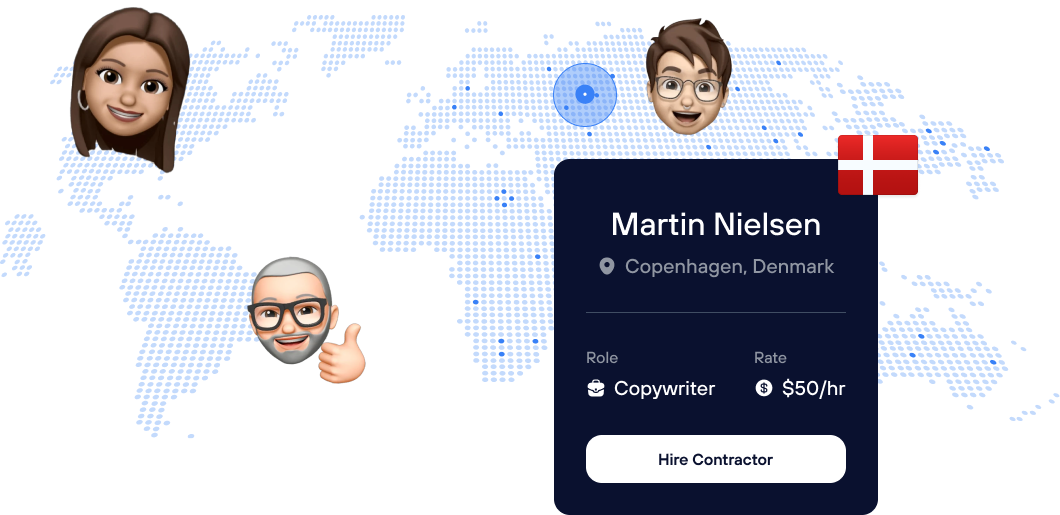 Martin Nielsen
Copenhagen, Denmark
Role
Rate
Copywriter
$50/hr
Hire Contractor